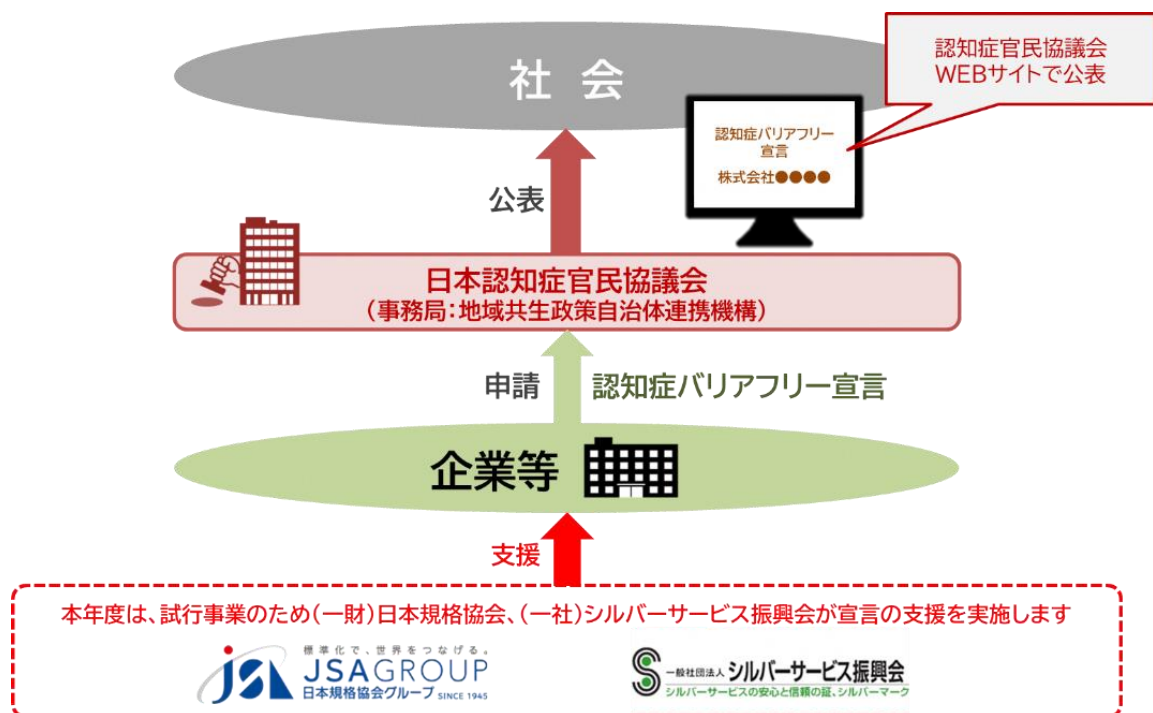 社 会
認知症官民協議会
WEBサイトで公表
認知症バリアフリー
宣言
株式会社●●●●
公表
日本認知症官民協議会
(事務局:地域共生政策自治体連携機構)
申請
認知症バリアフリー宣言
企業等
支援
本年度は、試行事業のため(一財)日本規格協会、(一社)シルバーサービス振興会が宣言の支援を実施します
標準化で、世界をつなげる。
JSA JSAGROUP
日本規格協会グループ SINCE 1945
一般社団法人 シルバーサービス振興会
シルバーサービスの安心と信頼の証、シルバーマーク